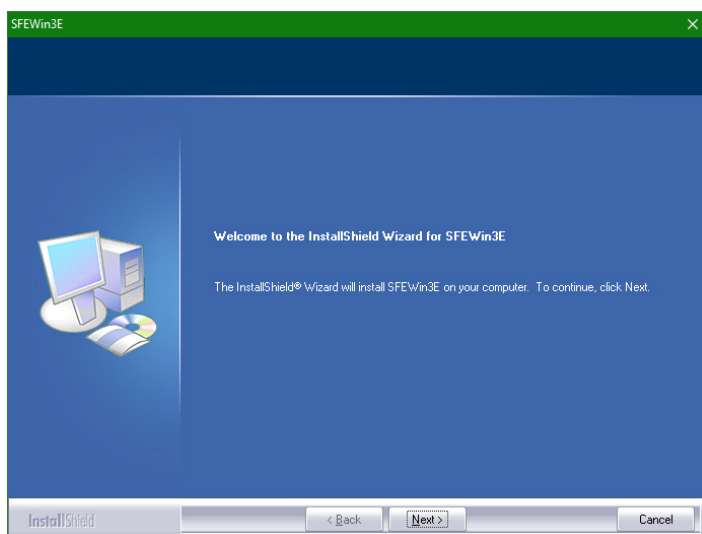 SFEWin3E
Welcome to the InstallShield Wizard for SFEWin3E
The InstallShield® Wizard will install SFEWin3E on your computer. To continue, click Next.
InstallShield
< Back
Next >
Cancel